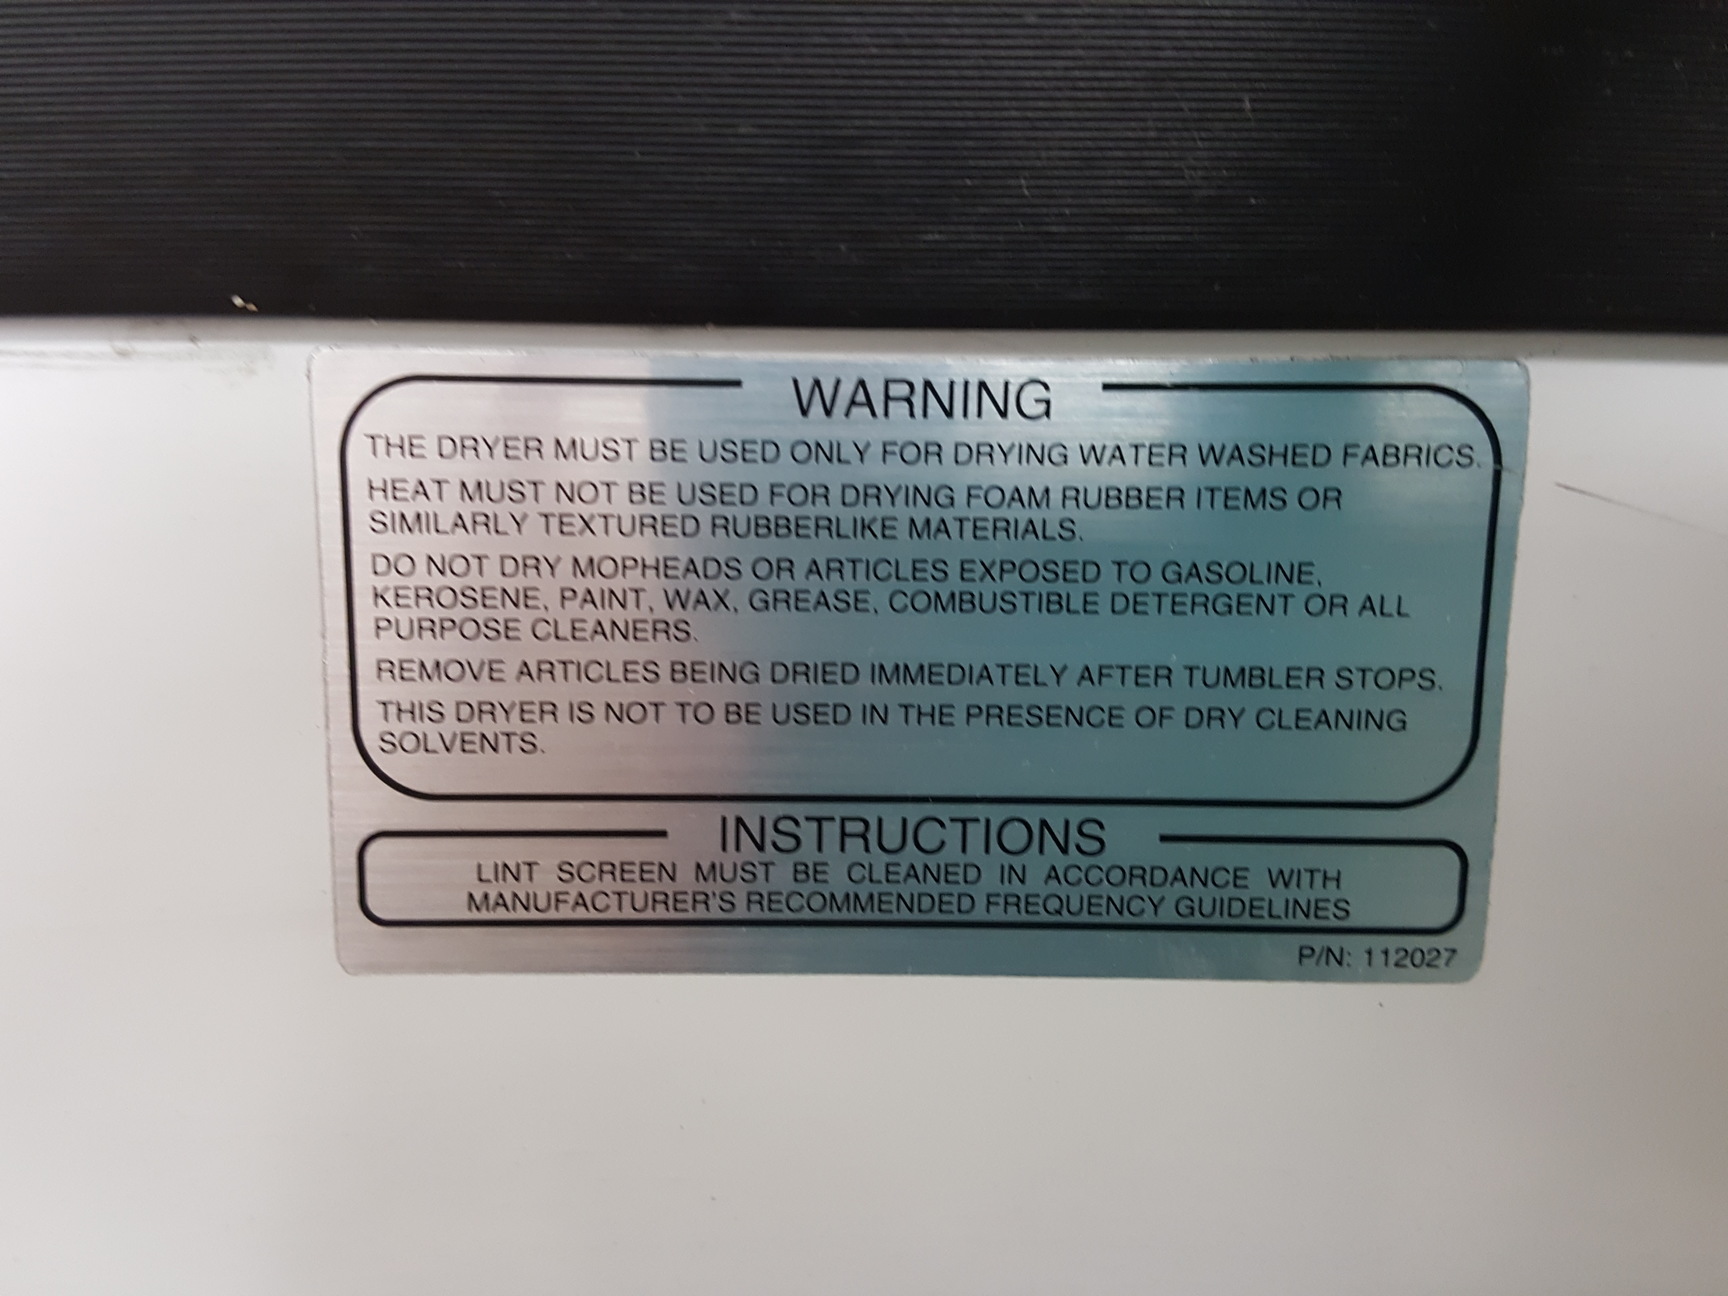 WARNING
THE DRYER MUST BE USED ONLY FOR DRYING WATER WASHED FABRICS.
HEAT MUST NOT BE USED FOR DRYING FOAM RUBBER ITEMS OR
SIMILARLY TEXTURED RUBBERLIKE MATERIALS.
DO NOT DRY MOPHEADS OR ARTICLES EXPOSED TO GASOLINE,
KEROSENE, PAINT, WAX, GREASE, COMBUSTIBLE DETERGENT OR ALL
PURPOSE CLEANERS.
REMOVE ARTICLES BEING DRIED IMMEDIATELY AFTER TUMBLER STOPS.
THIS DRYER IS NOT TO BE USED IN THE PRESENCE OF DRY CLEANING
SOLVENTS.
INSTRUCTIONS
LINT SCREEN MUST BE CLEANED IN ACCORDANCE WITH
MANUFACTURER'S RECOMMENDED FREQUENCY GUIDELINES
P/N: 112027